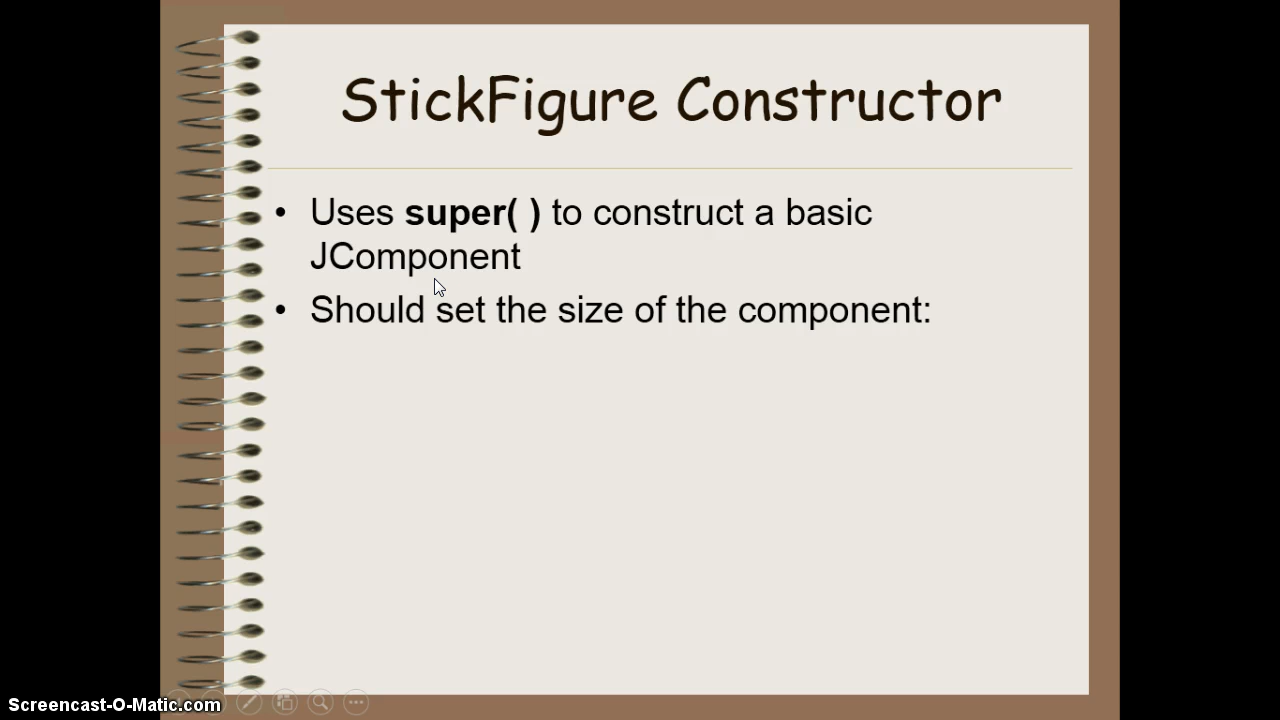 StickFigure Constructor
• Uses super( ) to construct a basic
JComponent
• Should set the size of the component:
Screencast-O-Matic.com